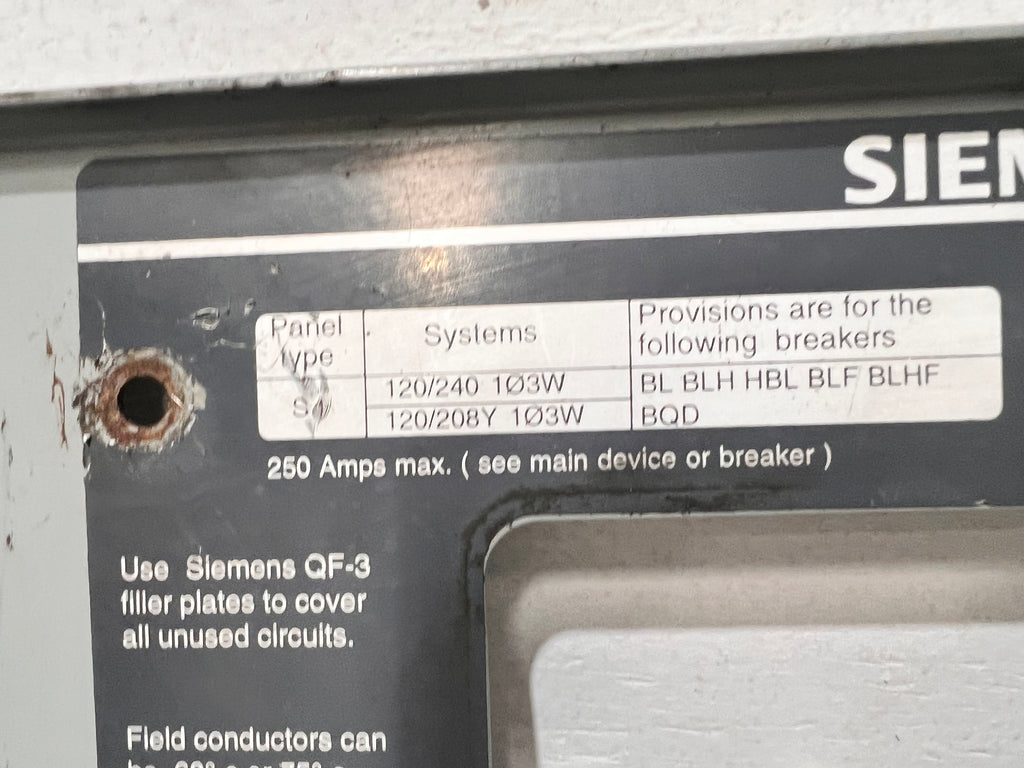 SIEM
Panel type
Systems
Provisions are for the
following breakers
120/240 1Ø3W
BL BLH HBL BLF BLHF
120/208Y 1Ø3W
BQD
250 Amps max. ( see main device or breaker )
Use Siemens QF-3
filler plates to cover
all unused circuits.
Field conductors can